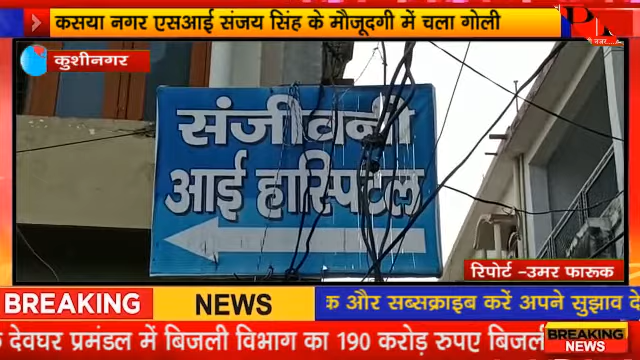 कसया नगर एसआई संजय सिंह के मौजूदगी में चला गोली
कुशीनगर
संजीवनी
आई हास्पिटल
रिपोर्ट -उमर फारूक
BREAKING NEWS
और सब्सक्राइब करें अपने सुझाव
देवघर प्रमंडल में बिजली विभाग का 190 करोड़ रुपए बिजली
BREAKING
NEWS